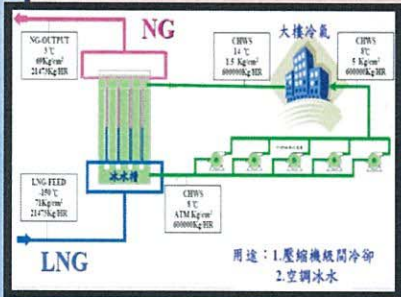 NG
NG-OUTPUT
5℃
69Kg/cm²
21475Kg/HR
CHWS
14℃
1.5 Kg/cm²
600000Kg/HR
大樓冷氣
CHWS
8℃
5 Kg/cm²
600000Kg/HR
冰水槽
LNG-FEED
-150℃
71Kg/cm²
21475Kg/HR
CHWS
8℃
ATM Kg/cm²
600000Kg/HR
LNG
用途：1.壓縮機級間冷卻
2.空調冰水